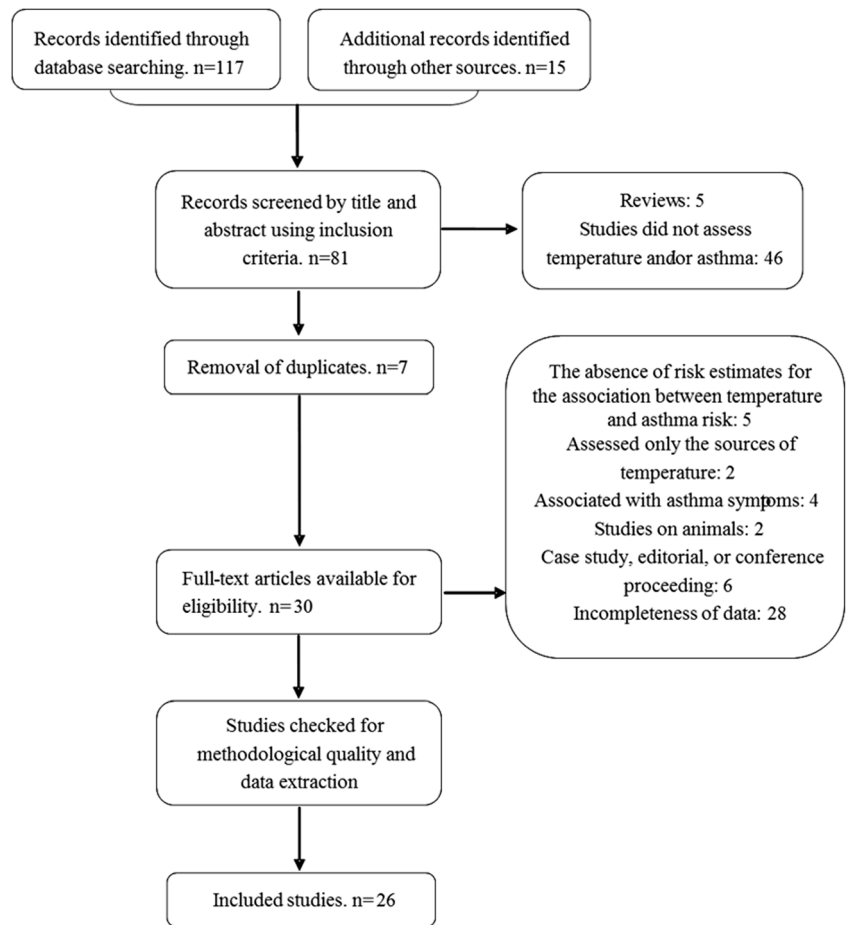 Records identified through
database searching. n=117
Additional records identified
through other sources. n=15
Records screened by title and
abstract using inclusion
criteria. n=81
Reviews: 5
Studies did not assess
temperature and/or asthma: 46
Removal of duplicates. n=7
The absence of risk estimates for
the association between temperature
and asthma risk: 5
Assessed only the sources of
temperature: 2
Associated with asthma symptoms: 4
Studies on animals: 2
Case study, editorial, or conference
proceeding: 6
Incompleteness of data: 28
Full-text articles available for
eligibility. n=30
Studies checked for
methodological quality and
data extraction
Included studies. n=26